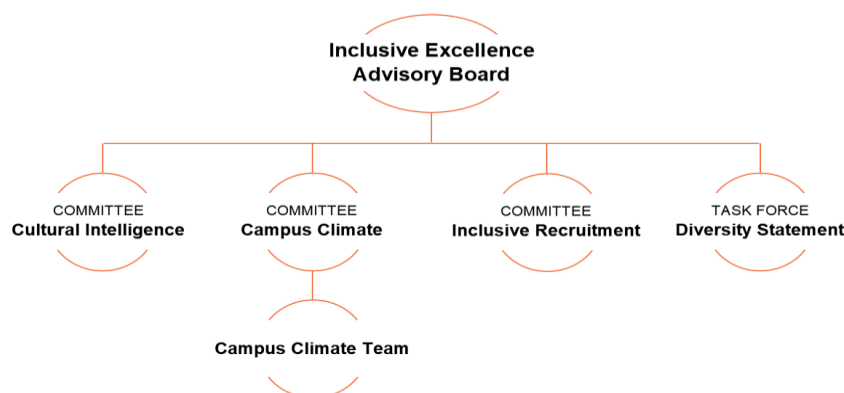 Inclusive Excellence
Advisory Board
COMMITTEE
Cultural Intelligence
COMMITTEE
Campus Climate
COMMITTEE
Inclusive Recruitment
TASK FORCE
Diversity Statement
Campus Climate Team